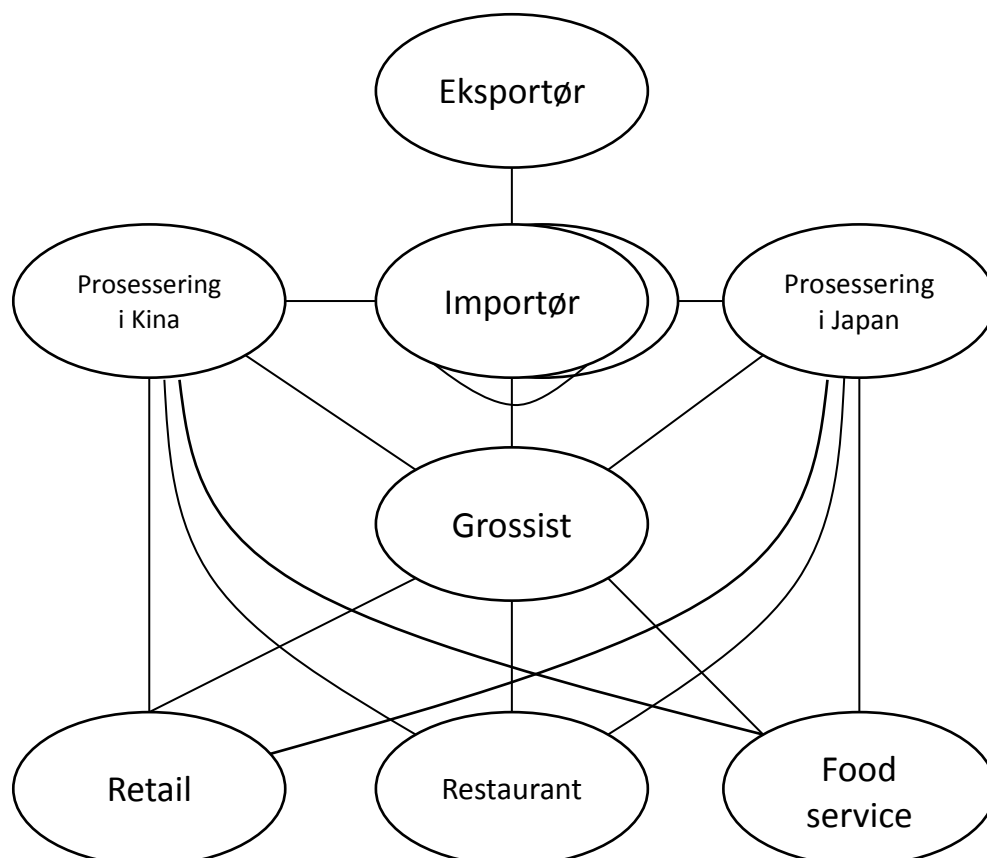 Eksportør
Prosessering
i Kina
Importør
Prosessering
i Japan
Grossist
Retail
Restaurant
Food
service